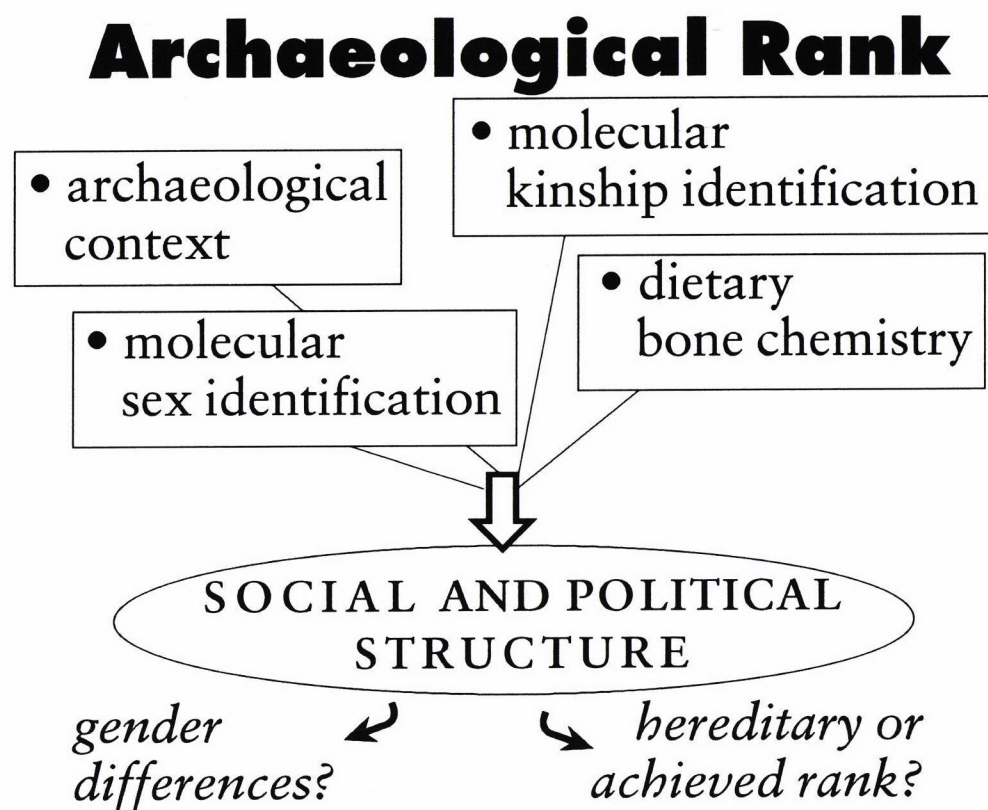 Archaeological Rank
• archaeological
context
• molecular
kinship identification
• molecular
sex identification
• dietary
bone chemistry
SOCIAL AND POLITICAL
STRUCTURE
gender
differences?
hereditary or
achieved rank?